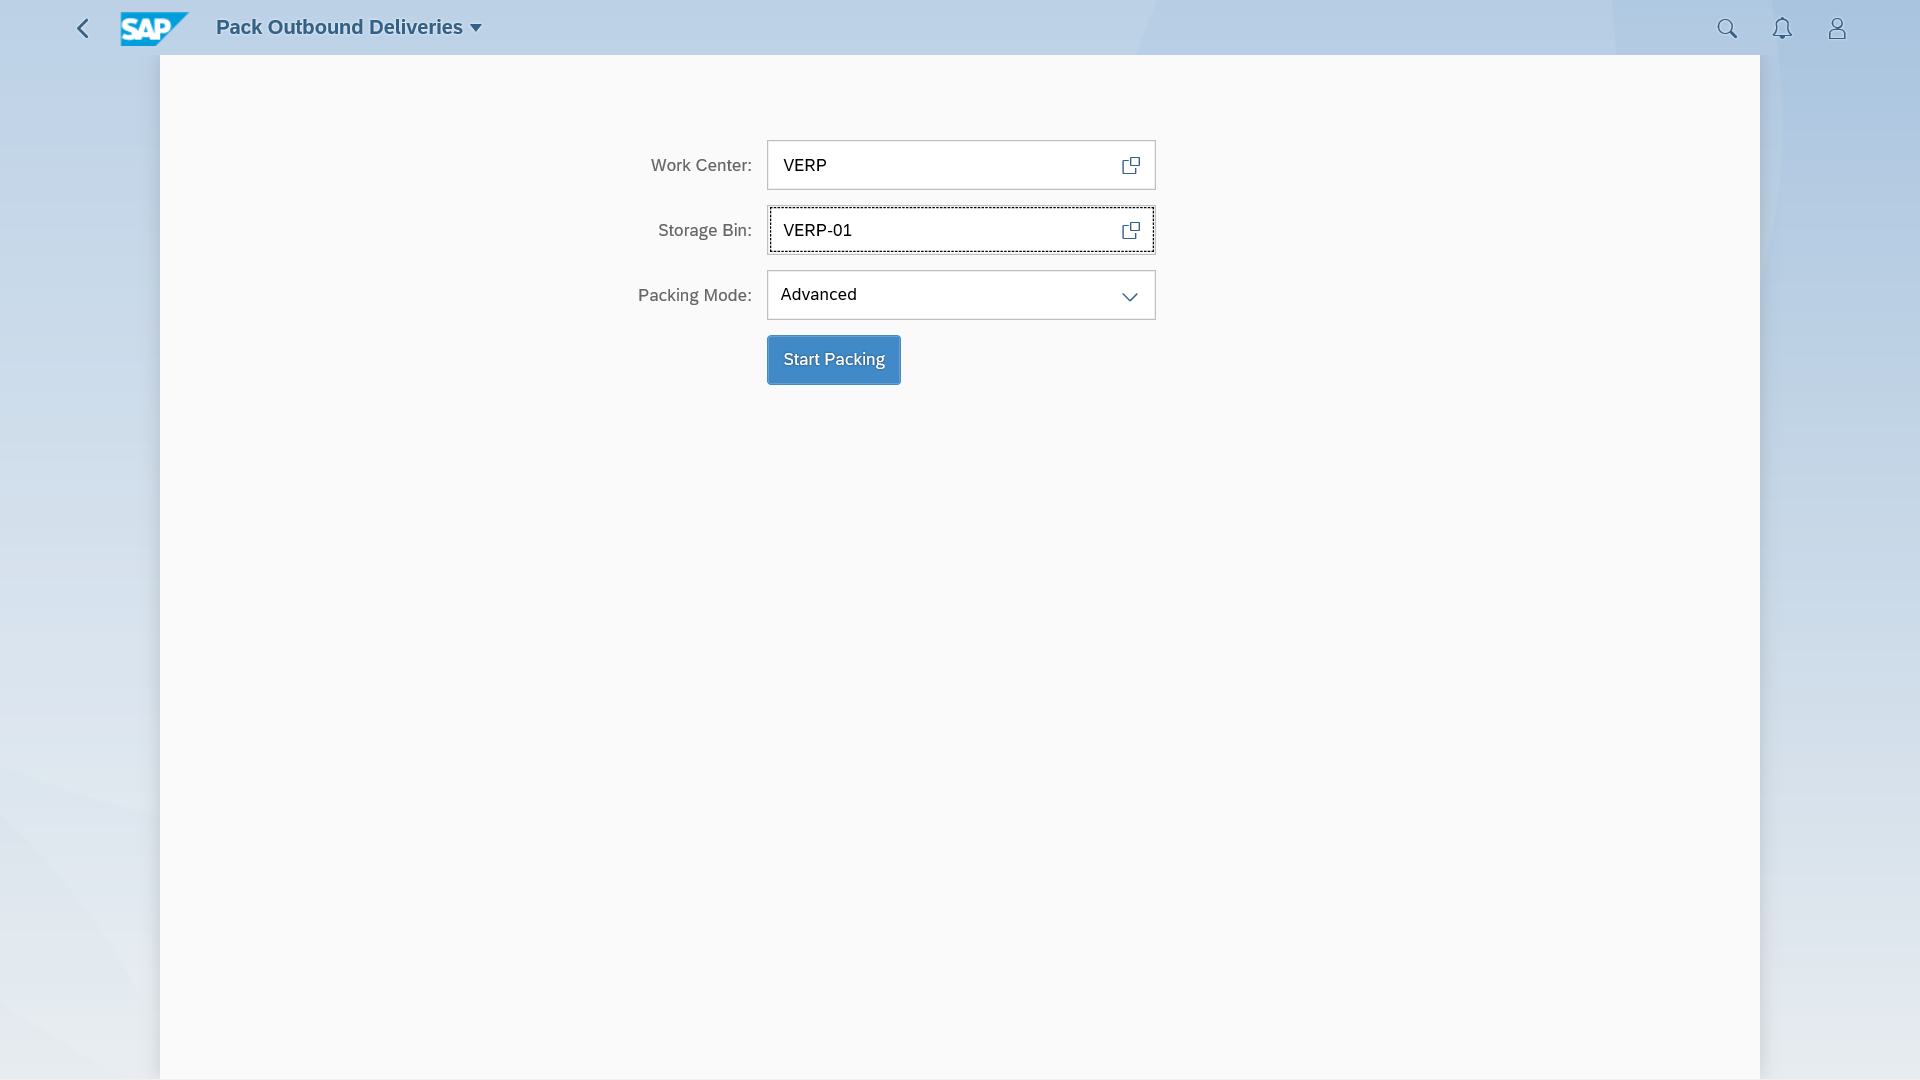 SAP
Pack Outbound Deliveries
Work Center: VERP
Storage Bin: VERP-01
Packing Mode: Advanced
Start Packing